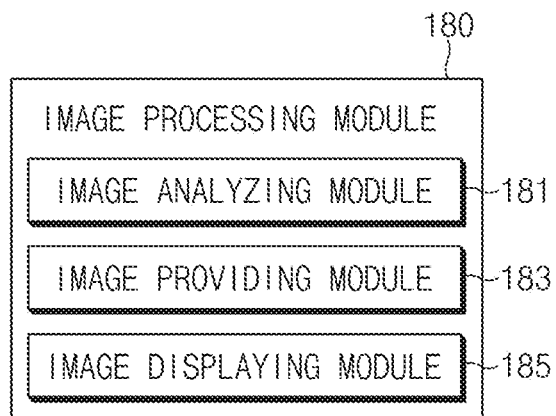 180
IMAGE PROCESSING MODULE
IMAGE ANALYZING MODULE 181
IMAGE PROVIDING MODULE 183
IMAGE DISPLAYING MODULE 185